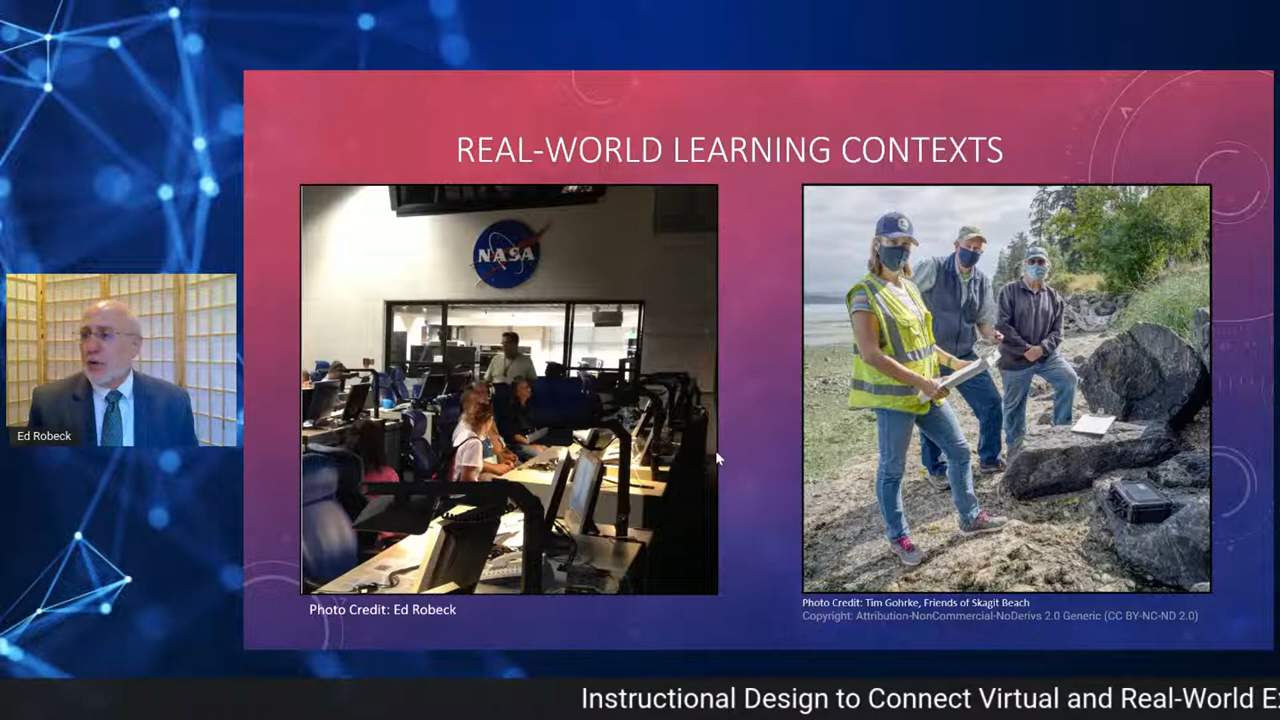 REAL-WORLD LEARNING CONTEXTS
NASA
Ed Robeck
Photo Credit: Ed Robeck
Photo Credit: Tim Gohrke, Friends of Skagit Beach
Copyright: Attribution-NonCommercial-NoDerivs 2.0 Generic (CC BY-NC-ND 2.0)
Instructional Design to Connect Virtual and Real-World E